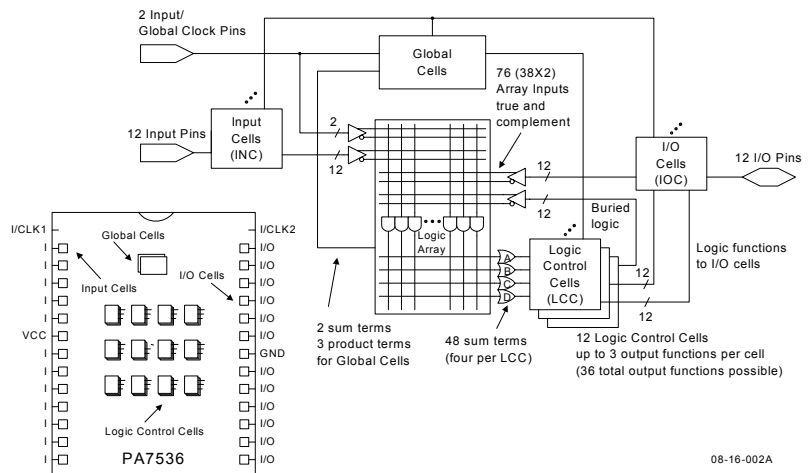 2 Input/
Global Clock Pins
Global
Cells
76 (38X2)
Array Inputs
true and
complement
12 Input Pins
Input
Cells
(INC)
2
12
12
12
I/O
Cells
(IOC)
12 I/O Pins
Buried
logic
Logic
Array
A
B
C
D
Logic
Control
Cells
(LCC)
12
12
Logic functions
to I/O cells
2 sum terms
3 product terms
for Global Cells
48 sum terms
(four per LCC)
12 Logic Control Cells
up to 3 output functions per cell
(36 total output functions possible)
I/CLK1
I
I
I
I
I
VCC
I
I
I
I
I
I
I
I/CLK2
I/O
I/O
I/O
I/O
I/O
I/O
GND
I/O
I/O
I/O
I/O
I/O
I/O
Global Cells
Input Cells
I/O Cells
Logic Control Cells
PA7536
08-16-002A